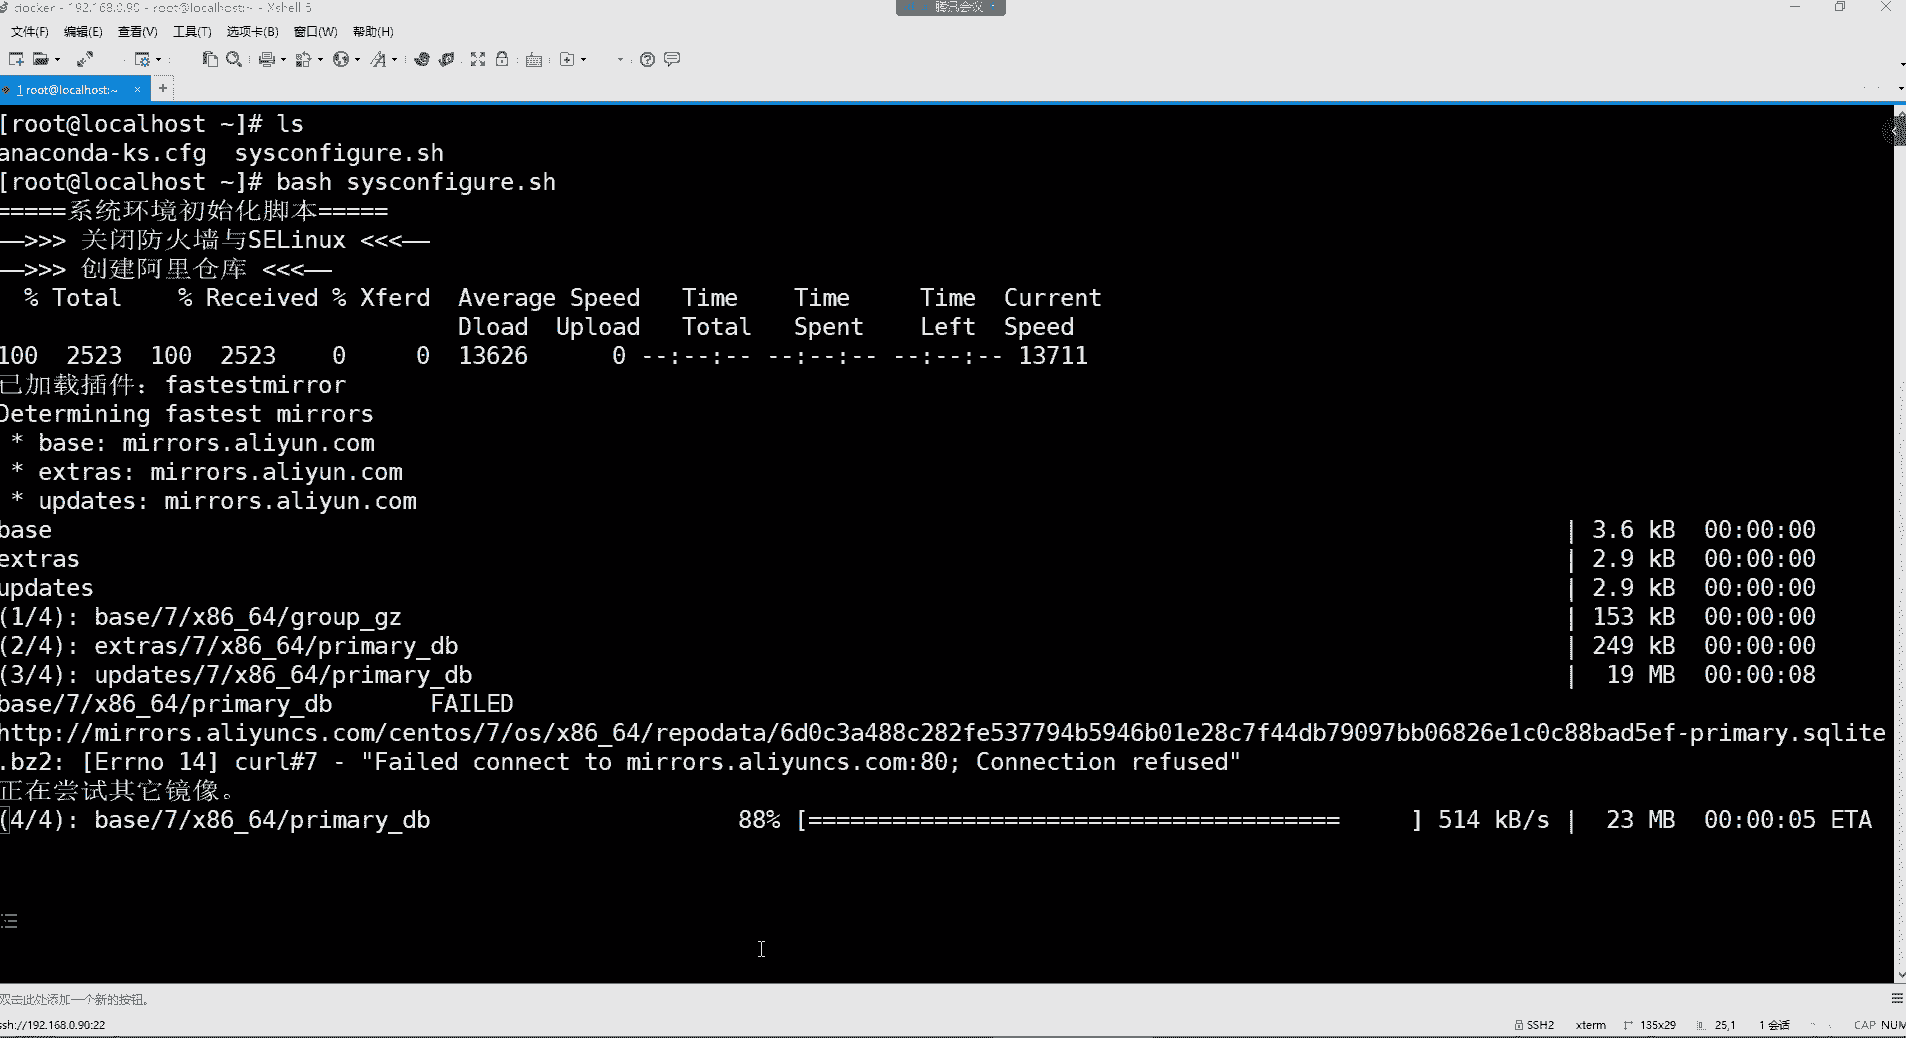 docker - 192.168.0.90 - root@localhost:~ - Xshell 5
腾讯会议
文件(F) 编辑(E) 查看(V) 工具(T) 选项卡(B) 窗口(W) 帮助(H)
1 root@localhost:~ × +
[root@localhost ~]# ls
anaconda-ks.cfg  sysconfigure.sh
[root@localhost ~]# bash sysconfigure.sh
=====系统环境初始化脚本=====
—>>> 关闭防火墙与SELinux <<<—
—>>> 创建阿里仓库 <<<—
% Total    % Received % Xferd  Average Speed   Time    Time     Time  Current
Dload  Upload   Total   Spent    Left  Speed
100  2523  100  2523    0     0  13626      0 --:--:-- --:--:-- --:--:-- 13711
已加载插件：fastestmirror
Determining fastest mirrors
* base: mirrors.aliyun.com
* extras: mirrors.aliyun.com
* updates: mirrors.aliyun.com
base | 3.6 kB  00:00:00
extras | 2.9 kB  00:00:00
updates | 2.9 kB  00:00:00
(1/4): base/7/x86_64/group_gz | 153 kB  00:00:00
(2/4): extras/7/x86_64/primary_db | 249 kB  00:00:00
(3/4): updates/7/x86_64/primary_db |  19 MB  00:00:08
base/7/x86_64/primary_db       FAILED
http://mirrors.aliyuncs.com/centos/7/os/x86_64/repodata/6d0c3a488c282fe537794b5946b01e28c7f44db79097bb06826e1c0c88bad5ef-primary.sqlite
.bz2: [Errno 14] curl#7 - "Failed connect to mirrors.aliyuncs.com:80; Connection refused"
正在尝试其它镜像。
(4/4): base/7/x86_64/primary_db 88% [====================================== ] 514 kB/s |  23 MB  00:00:05 ETA
双击此处添加一个新的按钮。
ssh://192.168.0.90:22 SSH2 xterm 135x29 25,1 1 会话 CAP NUM